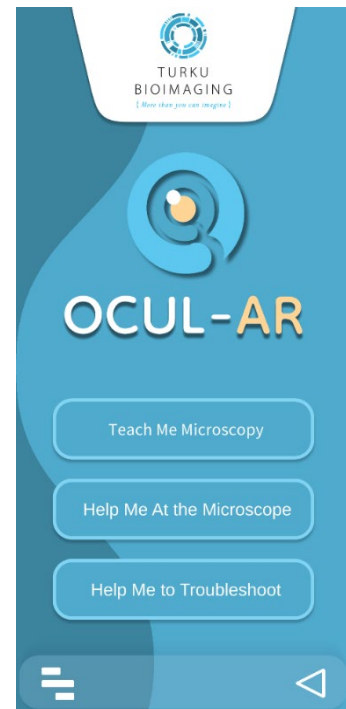 TURKU
BIOIMAGING
[ More than you can imagine ]
OCUL-AR
Teach Me Microscopy
Help Me At the Microscope
Help Me to Troubleshoot